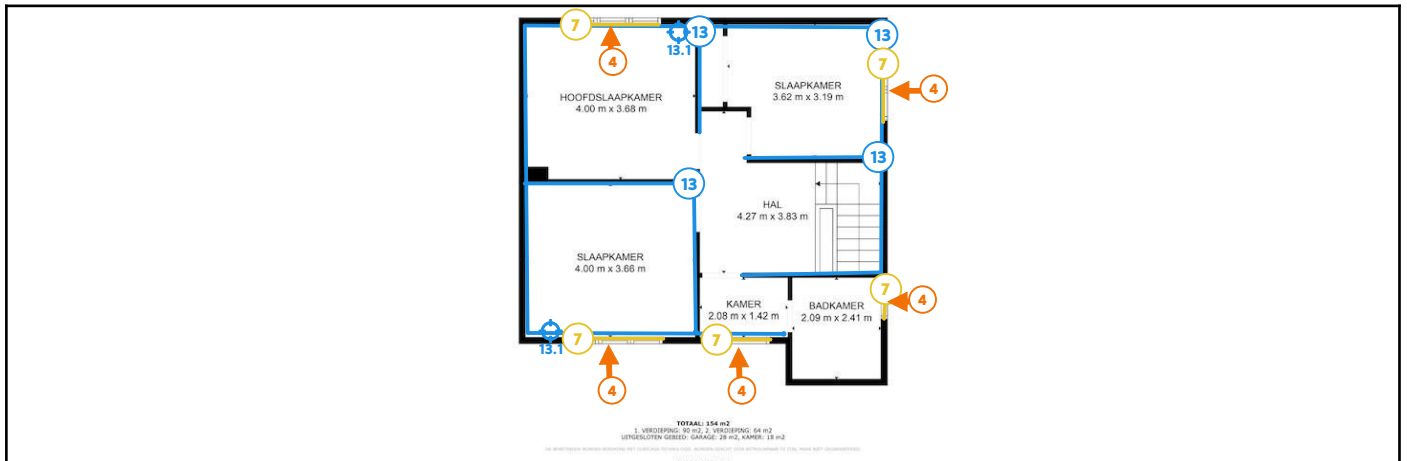 7
4
13.1
13
13
7
4
HOOFDSLAAPKAMER
4.00 m x 3.68 m
SLAAPKAMER
3.62 m x 3.19 m
13
13
HAL
4.27 m x 3.83 m
SLAAPKAMER
4.00 m x 3.66 m
KAMER
2.08 m x 1.42 m
BADKAMER
2.09 m x 2.41 m
7
4
13.1
7
7
4
4
TOTAAL: 154 m2
1. VERDIEPING: 90 m2, 2. VERDIEPING: 64 m2
UITGESLOTEN GEBIED: GARAGE: 28 m2, KAMER: 18 m2